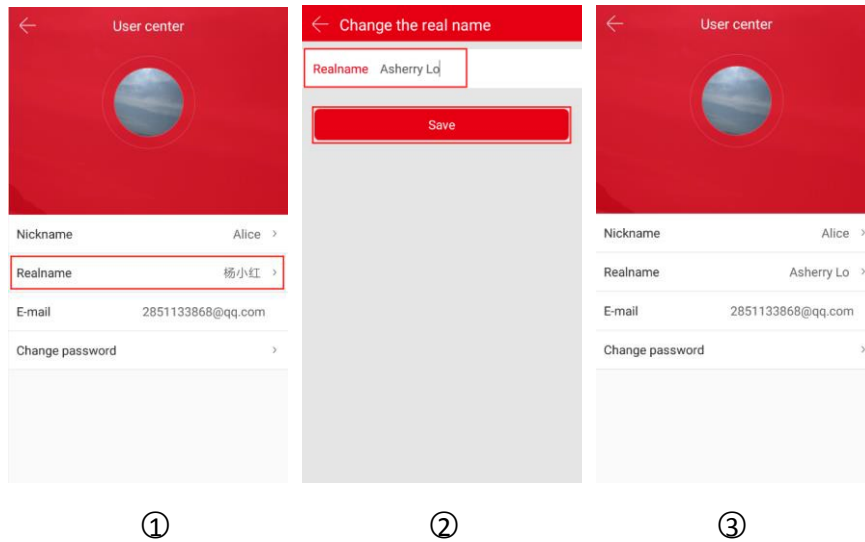 User center
Nickname Alice
Realname 杨小红
E-mail 2851133868@qq.com
Change password
Change the real name
Realname Asherry Lo
Save
User center
Nickname Alice
Realname Asherry Lo
E-mail 2851133868@qq.com
Change password
① ② ③